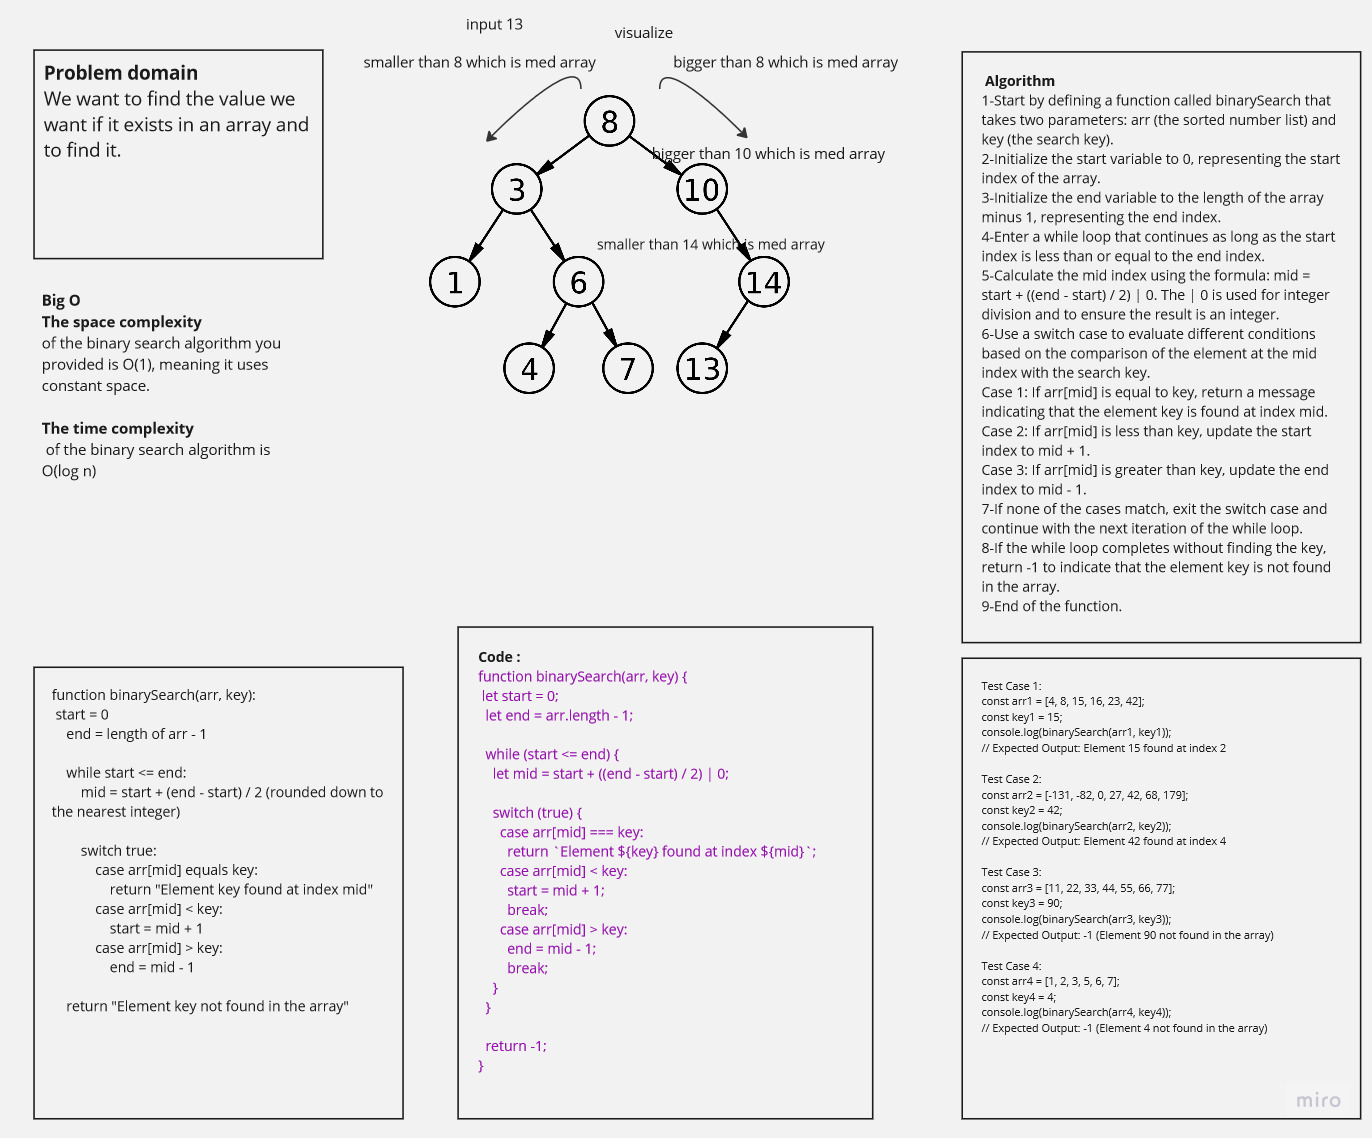 input 13
visualize
smaller than 8 which is med array
bigger than 8 which is med array
8
bigger than 10 which is med array
3
10
smaller than 14 which is med array
1
6
14
4
7
13
Problem domain
We want to find the value we
want if it exists in an array and
to find it.
Big O
The space complexity
of the binary search algorithm you
provided is O(1), meaning it uses
constant space.
The time complexity
of the binary search algorithm is
O(log n)
Algorithm
1-Start by defining a function called binarySearch that
takes two parameters: arr (the sorted number list) and
key (the search key).
2-Initialize the start variable to 0, representing the start
index of the array.
3-Initialize the end variable to the length of the array
minus 1, representing the end index.
4-Enter a while loop that continues as long as the start
index is less than or equal to the end index.
5-Calculate the mid index using the formula: mid =
start + ((end - start) / 2) | 0. The | 0 is used for integer
division and to ensure the result is an integer.
6-Use a switch case to evaluate different conditions
based on the comparison of the element at the mid
index with the search key.
Case 1: If arr[mid] is equal to key, return a message
indicating that the element key is found at index mid.
Case 2: If arr[mid] is less than key, update the start
index to mid + 1.
Case 3: If arr[mid] is greater than key, update the end
index to mid - 1.
7-If none of the cases match, exit the switch case and
continue with the next iteration of the while loop.
8-If the while loop completes without finding the key,
return -1 to indicate that the element key is not found
in the array.
9-End of the function.
function binarySearch(arr, key):
start = 0
end = length of arr - 1
while start <= end:
mid = start + (end - start) / 2 (rounded down to
the nearest integer)
switch true:
case arr[mid] equals key:
return "Element key found at index mid"
case arr[mid] < key:
start = mid + 1
case arr[mid] > key:
end = mid - 1
return "Element key not found in the array"
Code :
function binarySearch(arr, key) {
let start = 0;
let end = arr.length - 1;
while (start <= end) {
let mid = start + ((end - start) / 2) | 0;
switch (true) {
case arr[mid] === key:
return `Element ${key} found at index ${mid}`;
case arr[mid] < key:
start = mid + 1;
break;
case arr[mid] > key:
end = mid - 1;
break;
}
}
return -1;
}
Test Case 1:
const arr1 = [4, 8, 15, 16, 23, 42];
const key1 = 15;
console.log(binarySearch(arr1, key1));
// Expected Output: Element 15 found at index 2
Test Case 2:
const arr2 = [-131, -82, 0, 27, 42, 68, 179];
const key2 = 42;
console.log(binarySearch(arr2, key2));
// Expected Output: Element 42 found at index 4
Test Case 3:
const arr3 = [11, 22, 33, 44, 55, 66, 77];
const key3 = 90;
console.log(binarySearch(arr3, key3));
// Expected Output: -1 (Element 90 not found in the array)
Test Case 4:
const arr4 = [1, 2, 3, 5, 6, 7];
const key4 = 4;
console.log(binarySearch(arr4, key4));
// Expected Output: -1 (Element 4 not found in the array)
miro